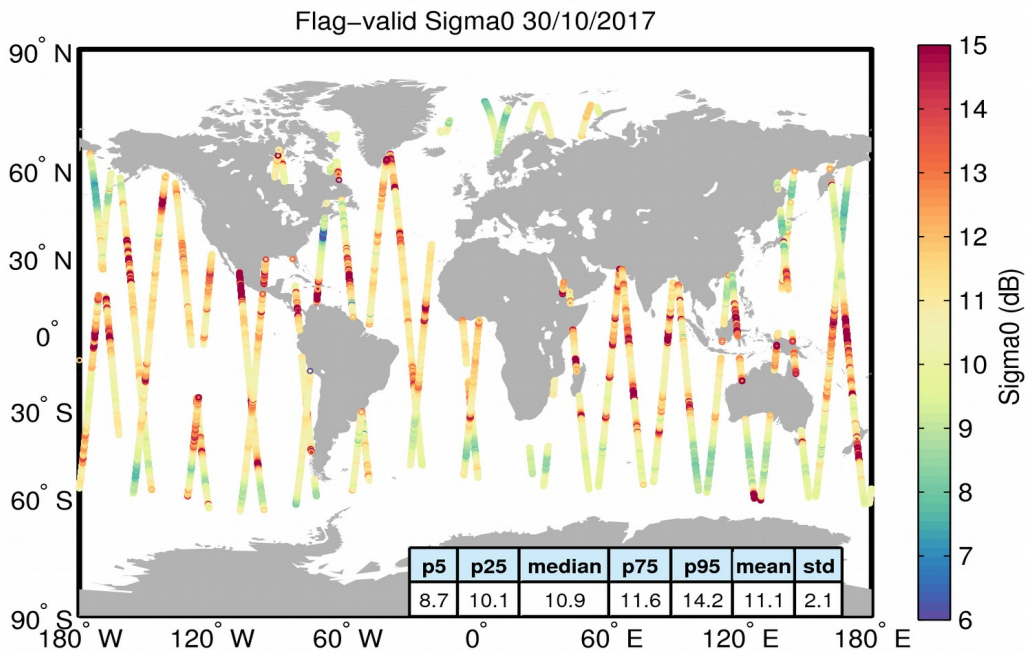 Flag−valid Sigma0 30/10/2017
90° N
60° N
30° N
0°
30° S
60° S
90° S
180° W
120° W
60° W
0°
60° E
120° E
180° E
p5 p25 median p75 p95 mean std
8.7 10.1 10.9 11.6 14.2 11.1 2.1
15
14
13
12
11
10
9
8
7
6
Sigma0 (dB)